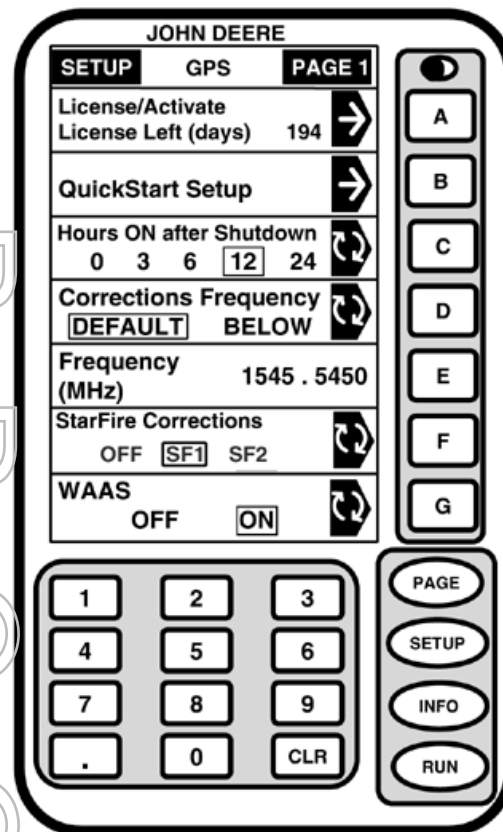 JOHN DEERE
SETUP GPS PAGE 1
License/Activate
License Left (days) 194
QuickStart Setup
Hours ON after Shutdown
0 3 6 12 24
Corrections Frequency
DEFAULT BELOW
Frequency
(MHz) 1545 . 5450
StarFire Corrections
OFF SF1 SF2
WAAS
OFF ON
A
B
C
D
E
F
G
PAGE
SETUP
INFO
RUN
1 2 3
4 5 6
7 8 9
. 0 CLR